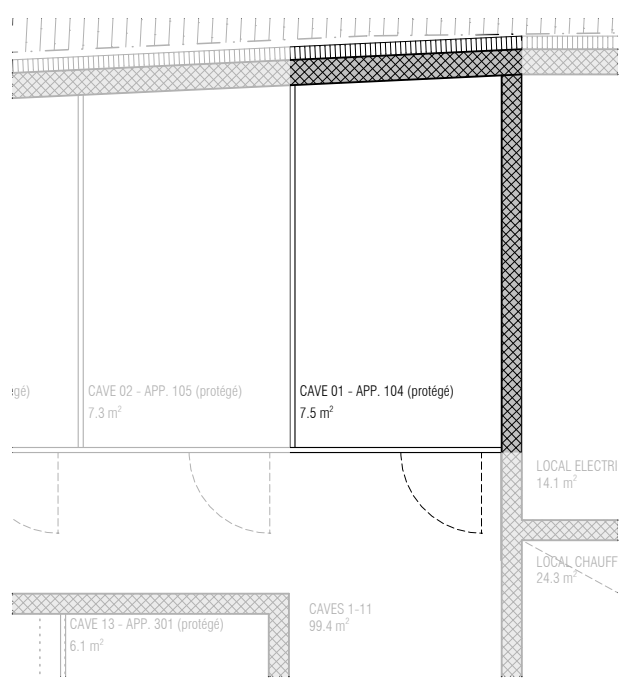 égé)
CAVE 02 - APP. 105 (protégé)
7.3 m²
CAVE 01 - APP. 104 (protégé)
7.5 m²
LOCAL ELECTRI
14.1 m²
LOCAL CHAUFF
24.3 m²
CAVES 1-11
99.4 m²
CAVE 13 - APP. 301 (protégé)
6.1 m²